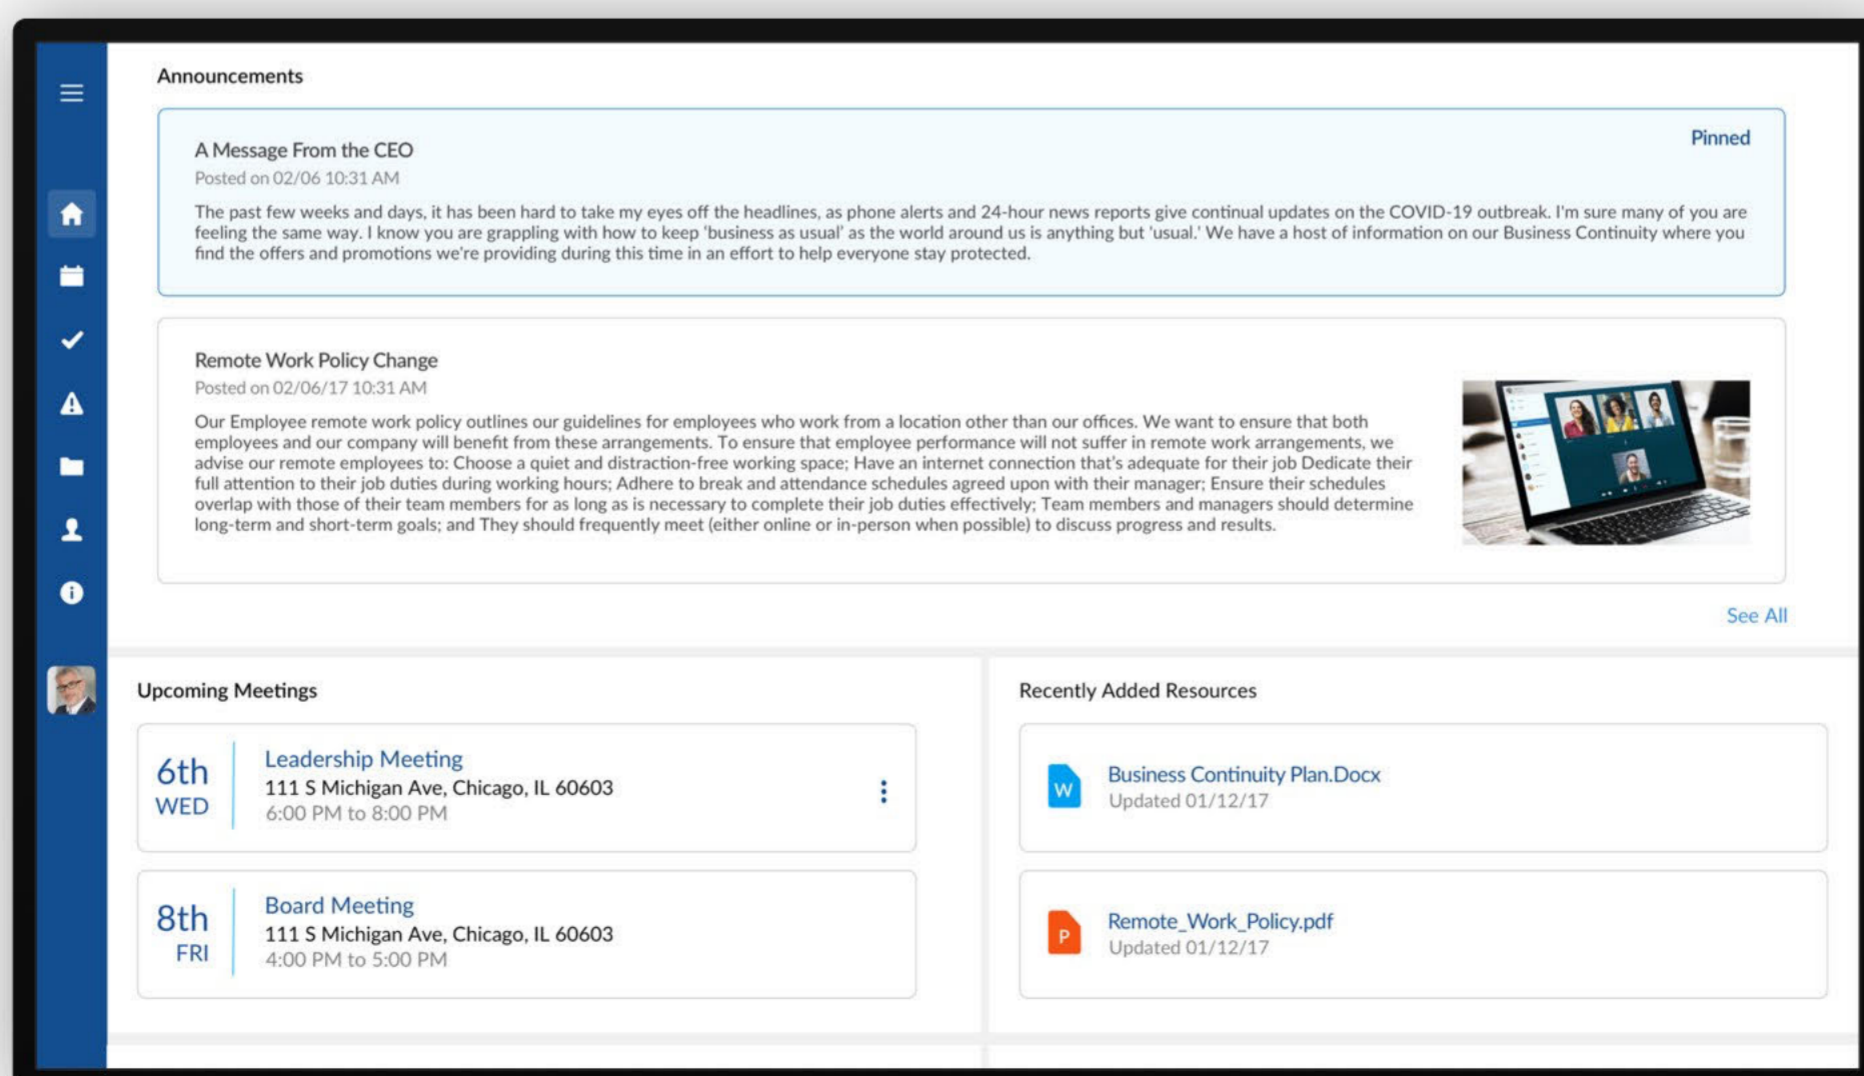 Announcements
A Message From the CEO
Pinned
Posted on 02/06 10:31 AM
The past few weeks and days, it has been hard to take my eyes off the headlines, as phone alerts and 24-hour news reports give continual updates on the COVID-19 outbreak. I'm sure many of you are
feeling the same way. I know you are grappling with how to keep 'business as usual' as the world around us is anything but 'usual.' We have a host of information on our Business Continuity where you
find the offers and promotions we're providing during this time in an effort to help everyone stay protected.
Remote Work Policy Change
Posted on 02/06/17 10:31 AM
Our Employee remote work policy outlines our guidelines for employees who work from a location other than our offices. We want to ensure that both
employees and our company will benefit from these arrangements. To ensure that employee performance will not suffer in remote work arrangements, we
advise our remote employees to: Choose a quiet and distraction-free working space; Have an internet connection that's adequate for their job Dedicate their
full attention to their job duties during working hours; Adhere to break and attendance schedules agreed upon with their manager; Ensure their schedules
overlap with those of their team members for as long as is necessary to complete their job duties effectively; Team members and managers should determine
long-term and short-term goals; and They should frequently meet (either online or in-person when possible) to discuss progress and results.
See All
Upcoming Meetings
6th
WED
Leadership Meeting
111 S Michigan Ave, Chicago, IL 60603
6:00 PM to 8:00 PM
8th
FRI
Board Meeting
111 S Michigan Ave, Chicago, IL 60603
4:00 PM to 5:00 PM
Recently Added Resources
W
Business Continuity Plan.Docx
Updated 01/12/17
P
Remote_Work_Policy.pdf
Updated 01/12/17